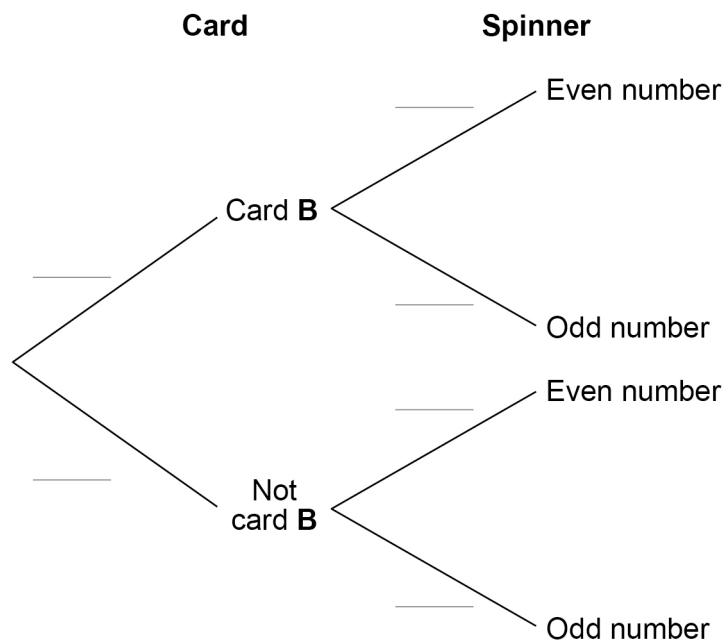 Card
Spinner
Even number
Card B
Odd number
Even number
Not
card B
Odd number